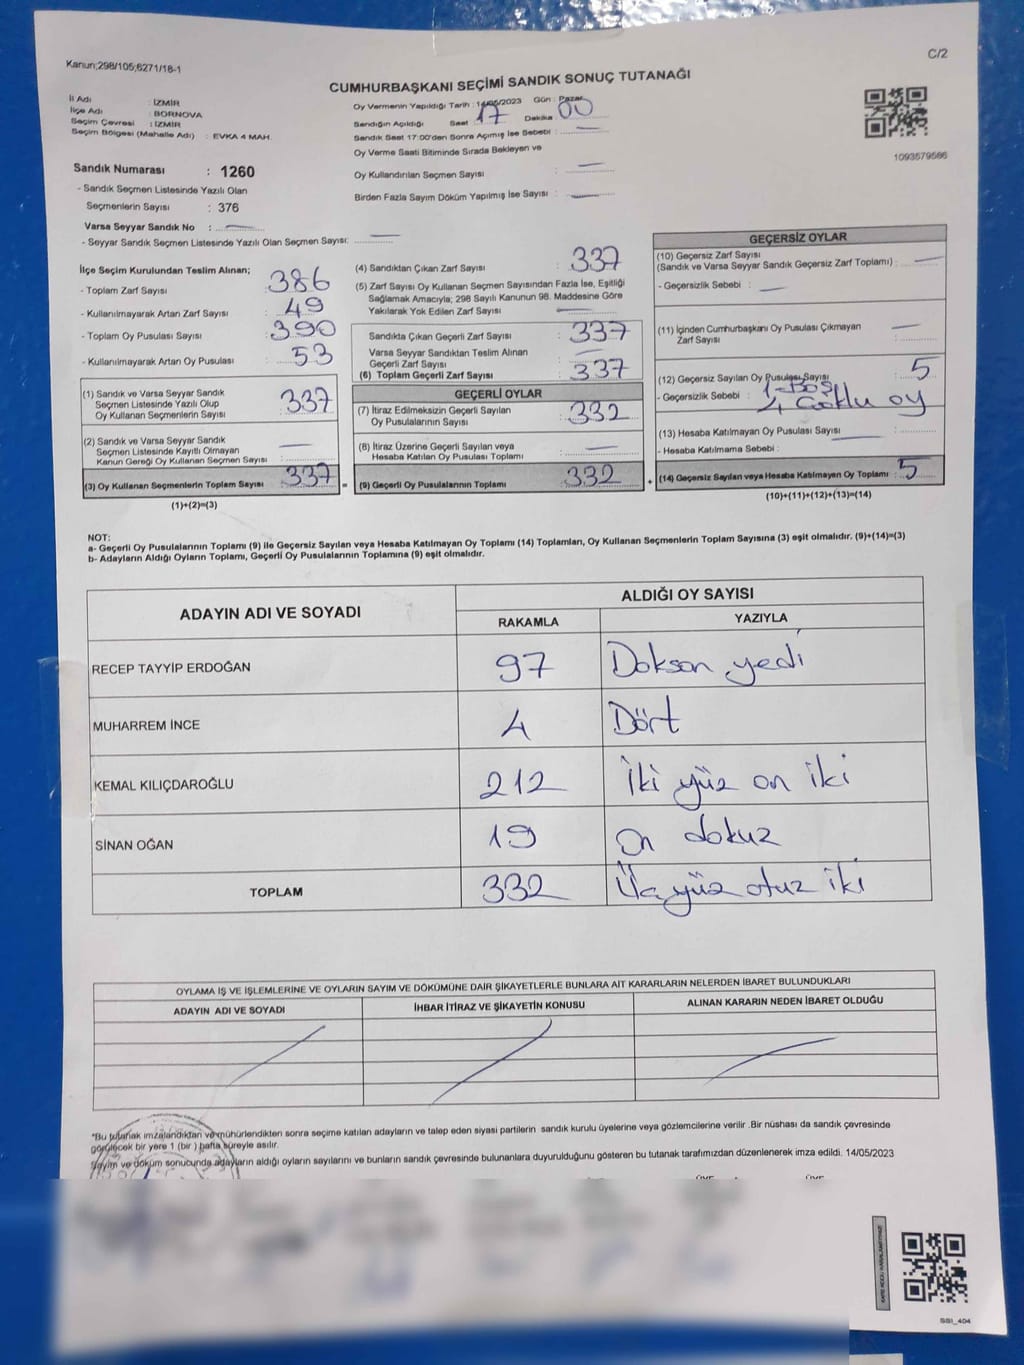 Kanun;298/105;6271/18-1
C/2
CUMHURBAŞKANI SEÇİMİ SANDIK SONUÇ TUTANAĞI
İl Adı : İZMİR
İlçe Adı : BORNOVA
Seçim Çevresi : İZMİR
Seçim Bölgesi (Mahalle Adı) : EVKA 4 MAH.
Oy Vermenin Yapıldığı Tarih : 14/05/2023 Gün : Pazar
Sandığın Açıldığı Saat : 17 Dakika : 00
Sandık Saat 17:00'den Sonra Açılmış İse Sebebi : —
Oy Verme Saati Bitiminde Sırada Bekleyen ve
Oy Kullandırılan Seçmen Sayısı : —
Birden Fazla Sayım Döküm Yapılmış İse Sayısı : —
1093579586
Sandık Numarası : 1260
- Sandık Seçmen Listesinde Yazılı Olan
Seçmenlerin Sayısı : 376
Varsa Seyyar Sandık No : —
- Seyyar Sandık Seçmen Listesinde Yazılı Olan Seçmen Sayısı: —
İlçe Seçim Kurulundan Teslim Alınan;
- Toplam Zarf Sayısı : 386
- Kullanılmayarak Artan Zarf Sayısı : 49
- Toplam Oy Pusulası Sayısı : 390
- Kullanılmayarak Artan Oy Pusulası : 53
(1) Sandık ve Varsa Seyyar Sandık
Seçmen Listesinde Yazılı Olup
Oy Kullanan Seçmenlerin Sayısı : 337
(2) Sandık ve Varsa Seyyar Sandık
Seçmen Listesinde Kayıtlı Olmayan
Kanun Gereği Oy Kullanan Seçmen Sayısı : —
(3) Oy Kullanan Seçmenlerin Toplam Sayısı : 337 =
(1)+(2)=(3)
(4) Sandıktan Çıkan Zarf Sayısı : 337
(5) Zarf Sayısı Oy Kullanan Seçmen Sayısından Fazla İse, Eşitliği
Sağlamak Amacıyla; 298 Sayılı Kanunun 98. Maddesine Göre
Yakılarak Yok Edilen Zarf Sayısı : —
Sandıkta Çıkan Geçerli Zarf Sayısı : 337
Varsa Seyyar Sandıktan Teslim Alınan
Geçerli Zarf Sayısı : —
(6) Toplam Geçerli Zarf Sayısı : 337
GEÇERLİ OYLAR
(7) İtiraz Edilmeksizin Geçerli Sayılan
Oy Pusulalarının Sayısı : 332
(8) İtiraz Üzerine Geçerli Sayılan veya
Hesaba Katılan Oy Pusulası Toplamı : —
(9) Geçerli Oy Pusulalarının Toplamı : 332 +
GEÇERSİZ OYLAR
(10) Geçersiz Zarf Sayısı
(Sandık ve Varsa Seyyar Sandık Geçersiz Zarf Toplamı) : —
- Geçersizlik Sebebi : —
(11) İçinden Cumhurbaşkanı Oy Pusulası Çıkmayan
Zarf Sayısı : —
(12) Geçersiz Sayılan Oy Pusulası Sayısı : 5
- Geçersizlik Sebebi : 1-Boş
4 Çoklu oy
(13) Hesaba Katılmayan Oy Pusulası Sayısı : —
- Hesaba Katılmama Sebebi :
(14) Geçersiz Sayılan veya Hesaba Katılmayan Oy Toplamı : 5
(10)+(11)+(12)+(13)=(14)
NOT:
a- Geçerli Oy Pusulalarının Toplamı (9) ile Geçersiz Sayılan veya Hesaba Katılmayan Oy Toplamı (14) Toplamları, Oy Kullanan Seçmenlerin Toplam Sayısına (3) eşit olmalıdır. (9)+(14)=(3)
b- Adayların Aldığı Oyların Toplamı, Geçerli Oy Pusulalarının Toplamına (9) eşit olmalıdır.
ADAYIN ADI VE SOYADI ALDIĞI OY SAYISI
RAKAMLA YAZIYLA
RECEP TAYYİP ERDOĞAN 97 Doksan yedi
MUHARREM İNCE 4 Dört
KEMAL KILIÇDAROĞLU 212 İki yüz on iki
SİNAN OĞAN 19 On dokuz
TOPLAM 332 Üç yüz otuz iki
OYLAMA İŞ VE İŞLEMLERİNE VE OYLARIN SAYIM VE DÖKÜMÜNE DAİR ŞİKAYETLERLE BUNLARA AİT KARARLARIN NELERDEN İBARET BULUNDUKLARI
ADAYIN ADI VE SOYADI İHBAR İTİRAZ VE ŞİKAYETİN KONUSU ALINAN KARARIN NEDEN İBARET OLDUĞU
*Bu tutanak imzalandıktan ve mühürlendikten sonra seçime katılan adayların ve talep eden siyasi partilerin sandık kurulu üyelerine veya gözlemcilerine verilir .Bir nüshası da sandık çevresinde
görülecek bir yere 1 (bir ) hafta süreyle asılır.
Sayım ve döküm sonucunda adayların aldığı oyların sayılarını ve bunların sandık çevresinde bulunanlara duyurulduğunu gösteren bu tutanak tarafımızdan düzenlenerek imza edildi. 14/05/2023
SSI_404